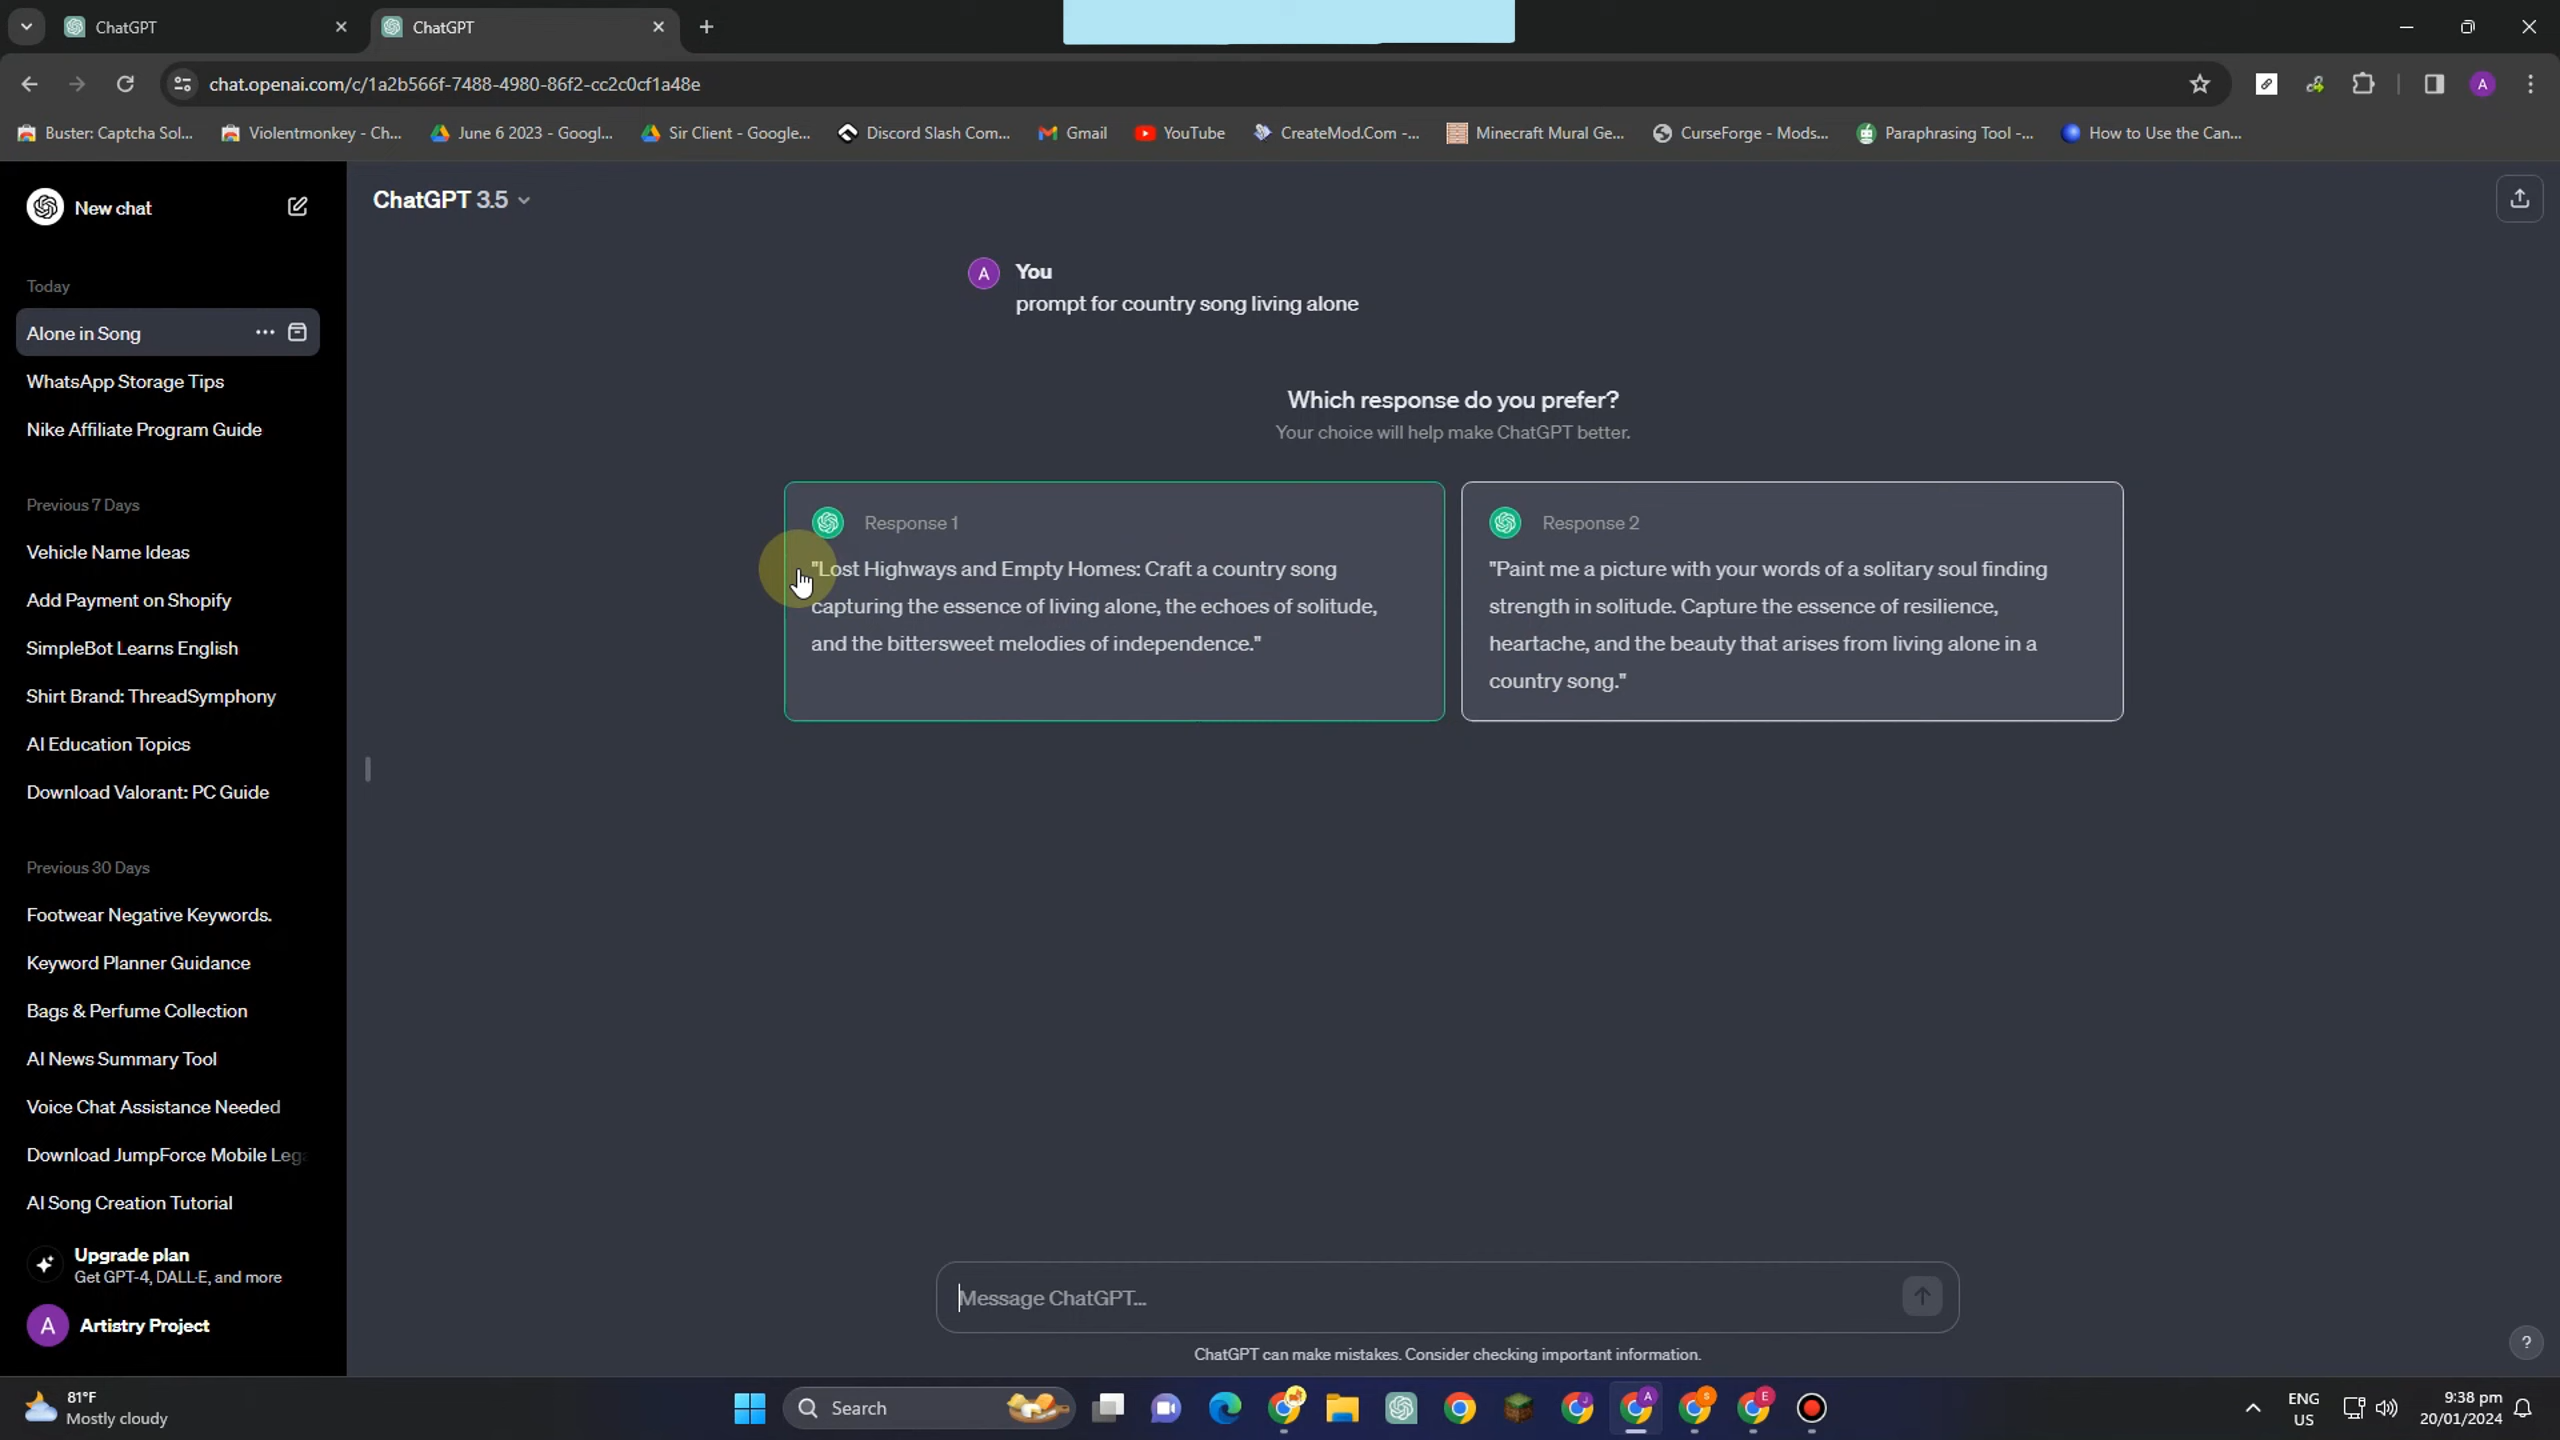 ChatGPT
ChatGPT
chat.openai.com/c/1a2b566f-7488-4980-86f2-cc2c0cf1a48e
A
Buster: Captcha Sol...
Violentmonkey - Ch...
June 6 2023 - Googl...
Sir Client - Google...
Discord Slash Com...
Gmail
YouTube
CreateMod.Com -...
Minecraft Mural Ge...
CurseForge - Mods...
Paraphrasing Tool -...
How to Use the Can...
New chat
Today
Alone in Song
WhatsApp Storage Tips
Nike Affiliate Program Guide
Previous 7 Days
Vehicle Name Ideas
Add Payment on Shopify
SimpleBot Learns English
Shirt Brand: ThreadSymphony
AI Education Topics
Download Valorant: PC Guide
Previous 30 Days
Footwear Negative Keywords.
Keyword Planner Guidance
Bags & Perfume Collection
AI News Summary Tool
Voice Chat Assistance Needed
Download JumpForce Mobile Leg
AI Song Creation Tutorial
Upgrade plan
Get GPT-4, DALL·E, and more
A
Artistry Project
ChatGPT 3.5
A
You
prompt for country song living alone
Which response do you prefer?
Your choice will help make ChatGPT better.
Response 1
"Lost Highways and Empty Homes: Craft a country song
capturing the essence of living alone, the echoes of solitude,
and the bittersweet melodies of independence."
Response 2
"Paint me a picture with your words of a solitary soul finding
strength in solitude. Capture the essence of resilience,
heartache, and the beauty that arises from living alone in a
country song."
Message ChatGPT...
ChatGPT can make mistakes. Consider checking important information.
?
81°F
Mostly cloudy
Search
J
A
S
E
ENG
US
9:38 pm
20/01/2024